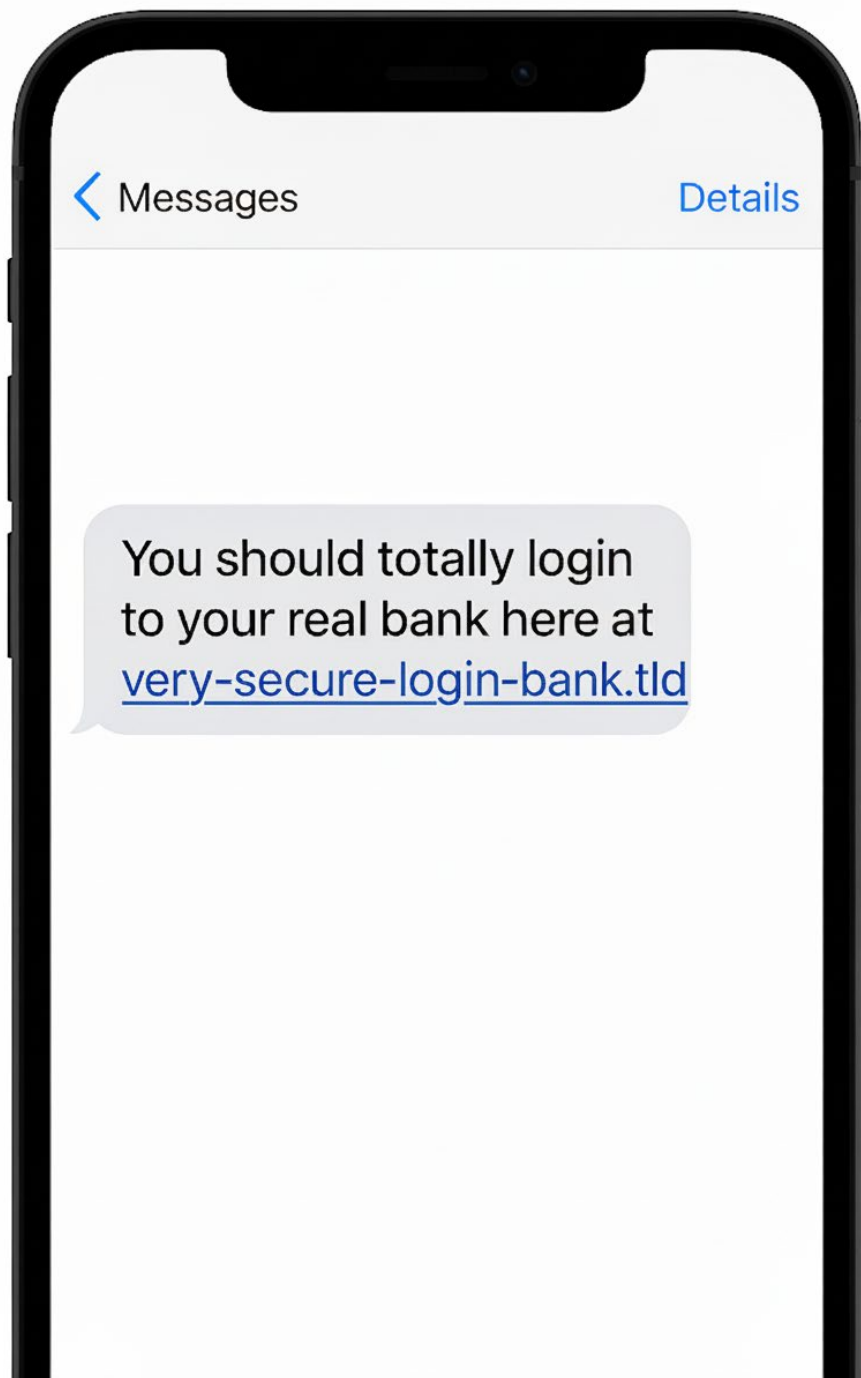 Messages
Details
You should totally login
to your real bank here at
very-secure-login-bank.tld